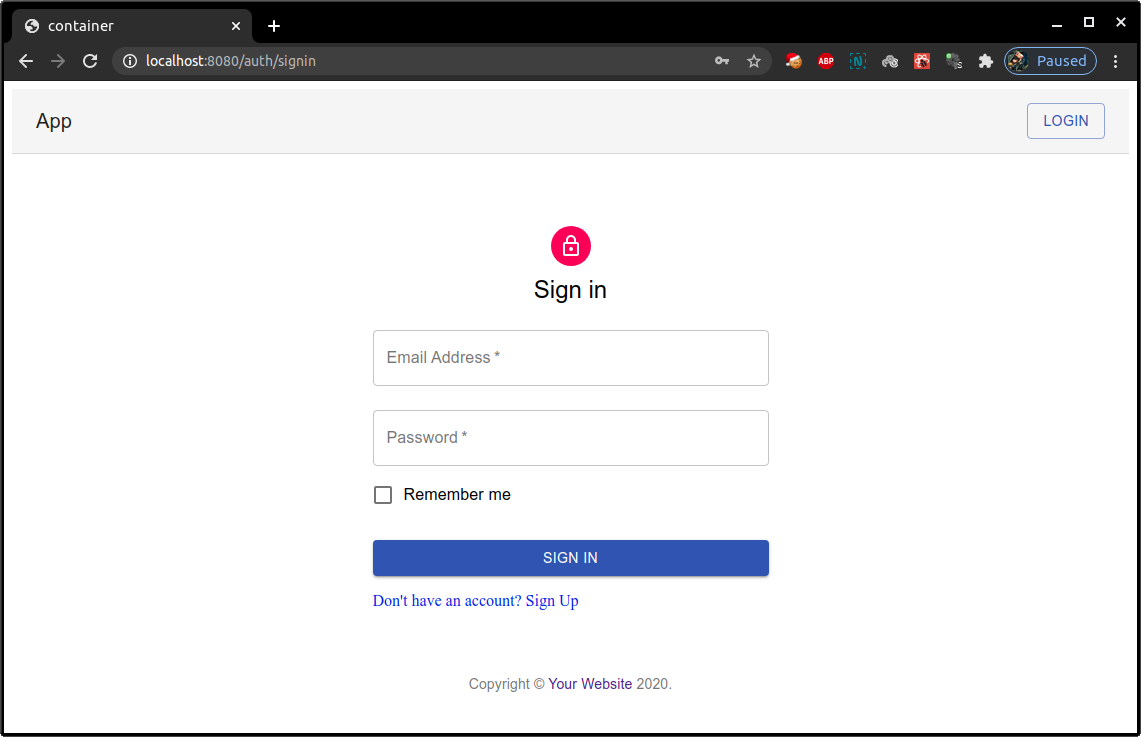 container
localhost:8080/auth/signin
ABP
N
Paused
App
LOGIN
Sign in
Email Address *
Password *
Remember me
SIGN IN
Don't have an account? Sign Up
Copyright © Your Website 2020.